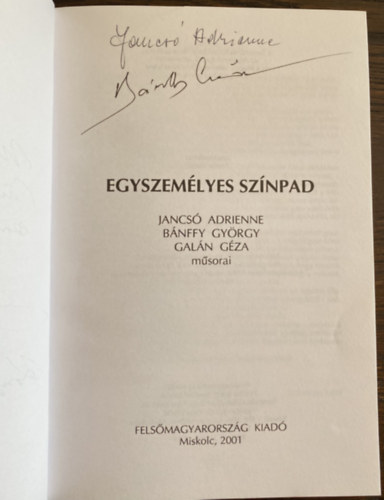 Jancsó Adrienne
EGYSZEMÉLYES SZÍNPAD
JANCSÓ ADRIENNE
BÁNFFY GYÖRGY
GALÁN GÉZA
műsorai
FELSŐMAGYARORSZÁG KIADÓ
Miskolc, 2001